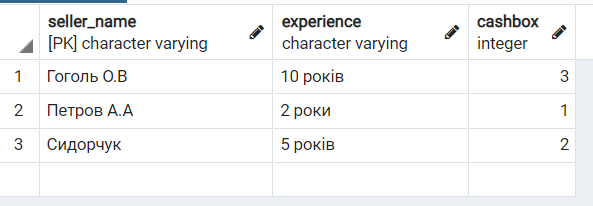 seller_name experience cashbox
[PK] character varying character varying integer
1 Гоголь О.В 10 років 3
2 Петров А.А 2 роки 1
3 Сидорчук 5 років 2